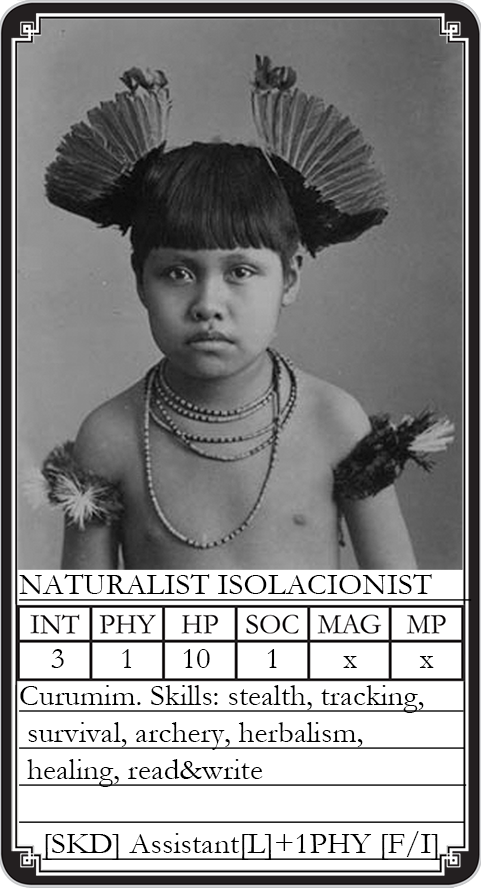 NATURALIST ISOLACIONIST
INT PHY HP SOC MAG MP
3 1 10 1 x x
Curumim. Skills: stealth, tracking,
survival, archery, herbalism,
healing, read&write
[SKD] Assistant[L]+1PHY [F/I]